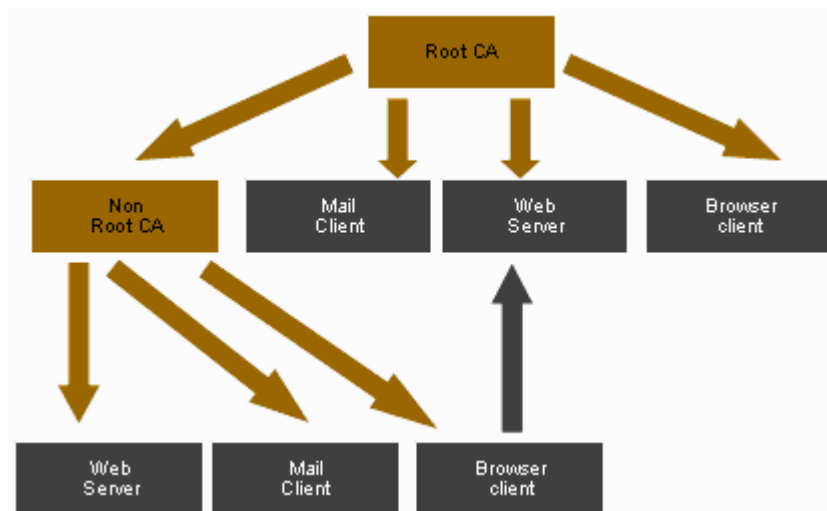 Root CA
Non
Root CA
Mail
Client
Web
Server
Browser
client
Web
Server
Mail
Client
Browser
client